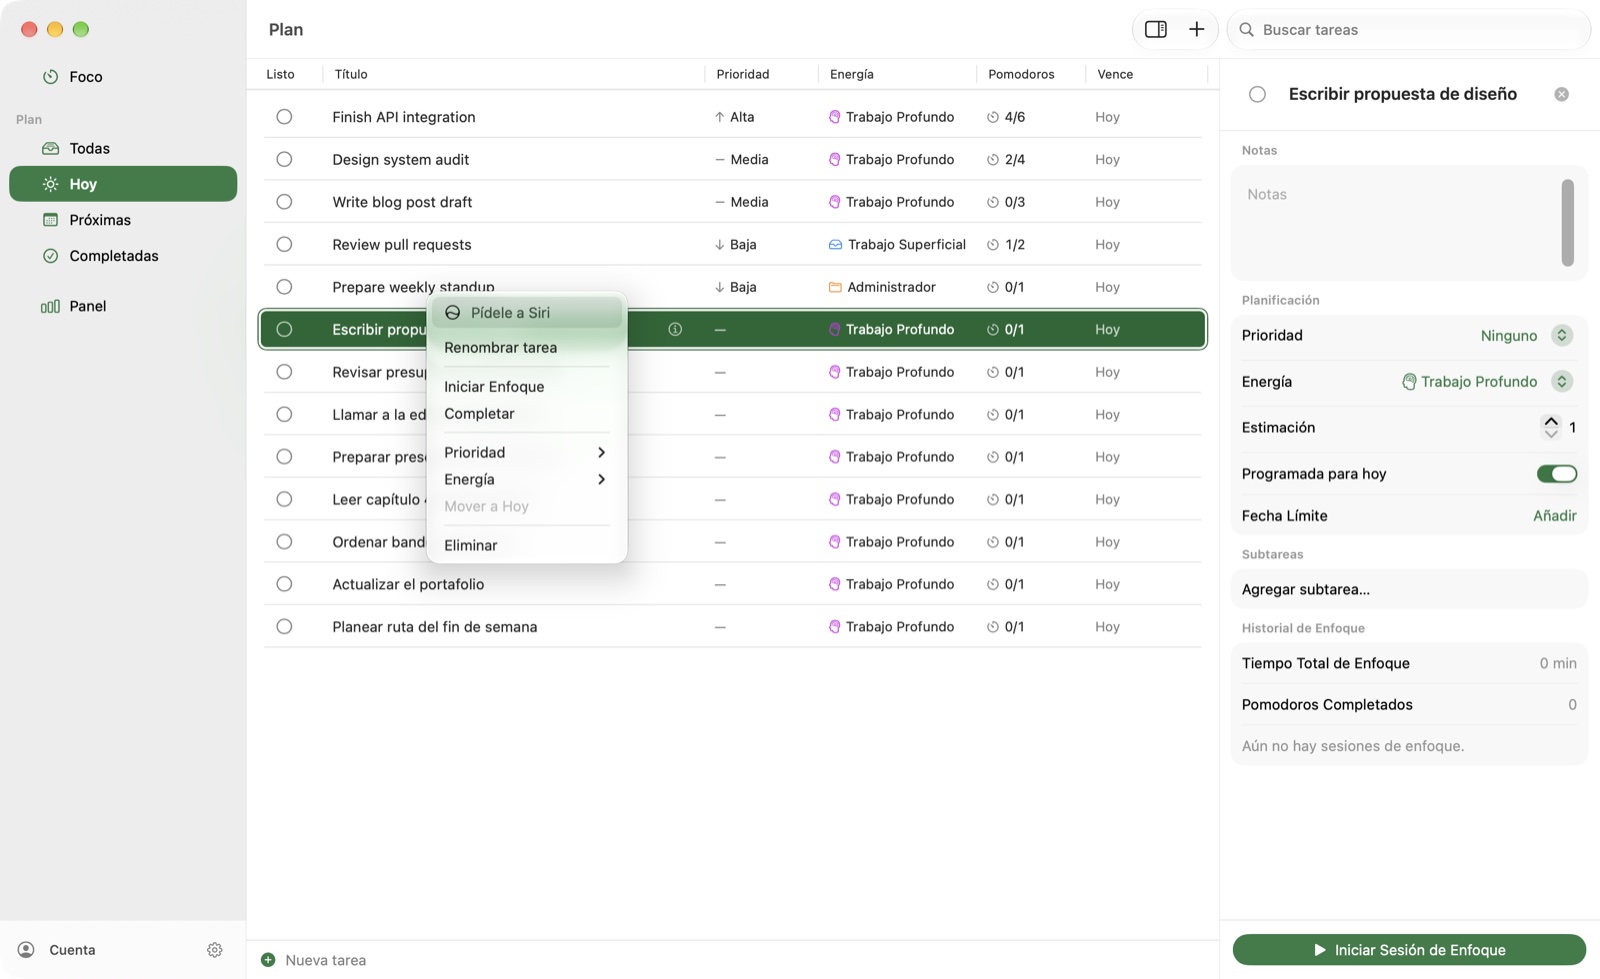 Foco
Plan
Todas
Hoy
Próximas
Completadas
Panel
Cuenta
Plan
Buscar tareas
Listo Título Prioridad Energía Pomodoros Vence
Finish API integration Alta Trabajo Profundo 4/6 Hoy
Design system audit — Media Trabajo Profundo 2/4 Hoy
Write blog post draft — Media Trabajo Profundo 0/3 Hoy
Review pull requests Baja Trabajo Superficial 1/2 Hoy
Prepare weekly standup Baja Administrador 0/1 Hoy
Escribir propu — Trabajo Profundo 0/1 Hoy
Revisar presup — Trabajo Profundo 0/1 Hoy
Llamar a la ed — Trabajo Profundo 0/1 Hoy
Preparar pres — Trabajo Profundo 0/1 Hoy
Leer capítulo — Trabajo Profundo 0/1 Hoy
Ordenar band — Trabajo Profundo 0/1 Hoy
Actualizar el portafolio — Trabajo Profundo 0/1 Hoy
Planear ruta del fin de semana — Trabajo Profundo 0/1 Hoy
Pídele a Siri
Renombrar tarea
Iniciar Enfoque
Completar
Prioridad
Energía
Mover a Hoy
Eliminar
Nueva tarea
Escribir propuesta de diseño
Notas
Notas
Planificación
Prioridad Ninguno
Energía Trabajo Profundo
Estimación 1
Programada para hoy
Fecha Límite Añadir
Subtareas
Agregar subtarea...
Historial de Enfoque
Tiempo Total de Enfoque 0 min
Pomodoros Completados 0
Aún no hay sesiones de enfoque.
Iniciar Sesión de Enfoque